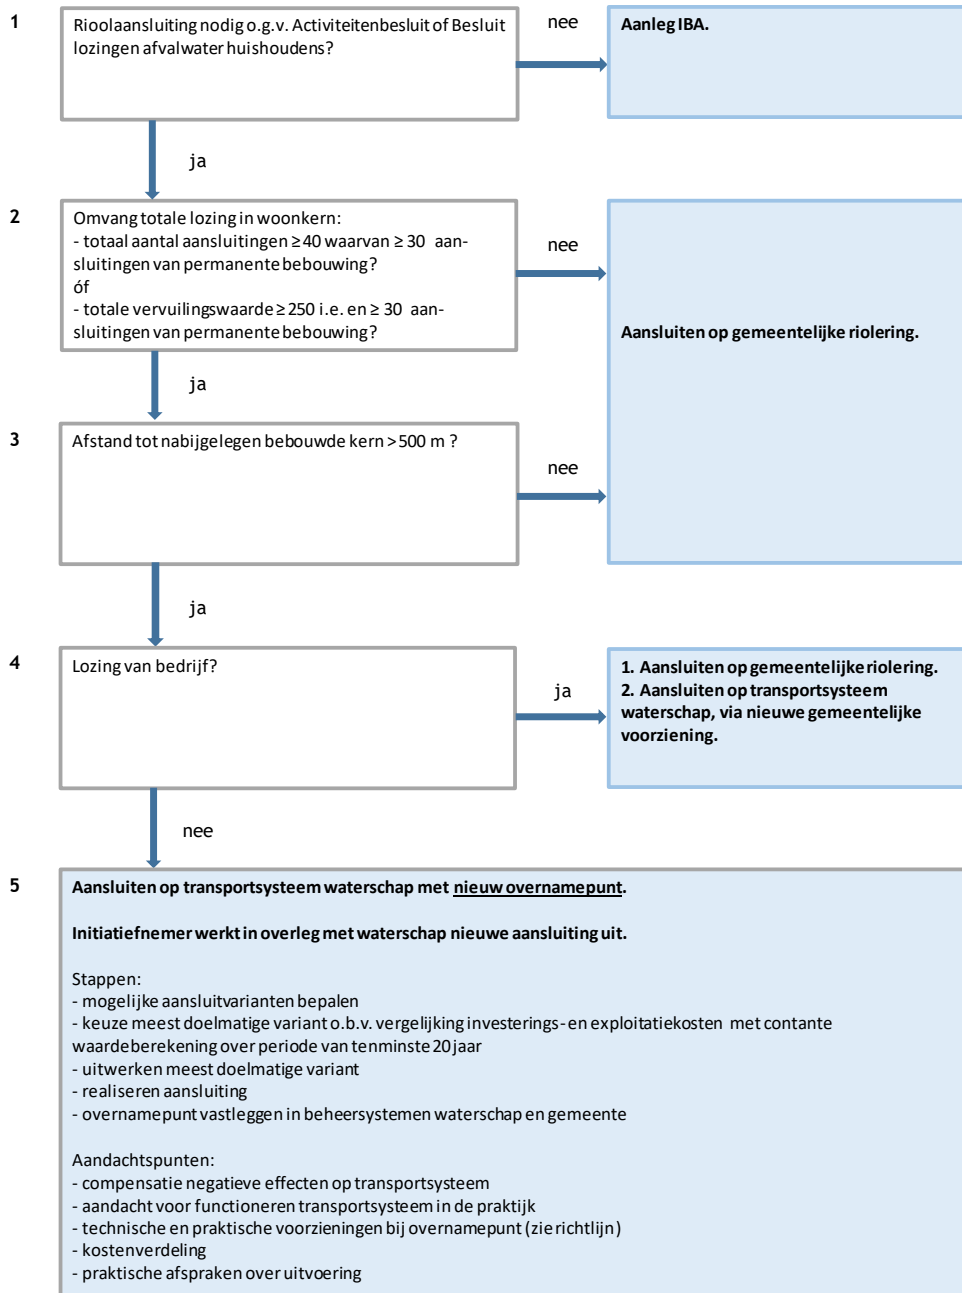 1
Rioolaansluiting nodig o.g.v. Activiteitenbesluit of Besluit
lozingen afvalwater huishoudens?
nee
Aanleg IBA.
ja
2
Omvang totale lozing in woonkern:
- totaal aantal aansluitingen ≥ 40 waarvan ≥ 30 aan-
sluitingen van permanente bebouwing?
óf
- totale vervuilingswaarde ≥ 250 i.e. en ≥ 30 aan-
sluitingen van permanente bebouwing?
nee
Aansluiten op gemeentelijke riolering.
ja
3
Afstand tot nabijgelegen bebouwde kern > 500 m ?
nee
ja
4
Lozing van bedrijf?
ja
1. Aansluiten op gemeentelijke riolering.
2. Aansluiten op transportsysteem
waterschap, via nieuwe gemeentelijke
voorziening.
nee
5
Aansluiten op transportsysteem waterschap met nieuw overnamepunt.
Initiatiefnemer werkt in overleg met waterschap nieuwe aansluiting uit.
Stappen:
- mogelijke aansluitvarianten bepalen
- keuze meest doelmatige variant o.b.v. vergelijking investerings- en exploitatiekosten met contante
waardeberekening over periode van tenminste 20 jaar
- uitwerken meest doelmatige variant
- realiseren aansluiting
- overnamepunt vastleggen in beheersystemen waterschap en gemeente
Aandachtspunten:
- compensatie negatieve effecten op transportsysteem
- aandacht voor functioneren transportsysteem in de praktijk
- technische en praktische voorzieningen bij overnamepunt (zie richtlijn)
- kostenverdeling
- praktische afspraken over uitvoering